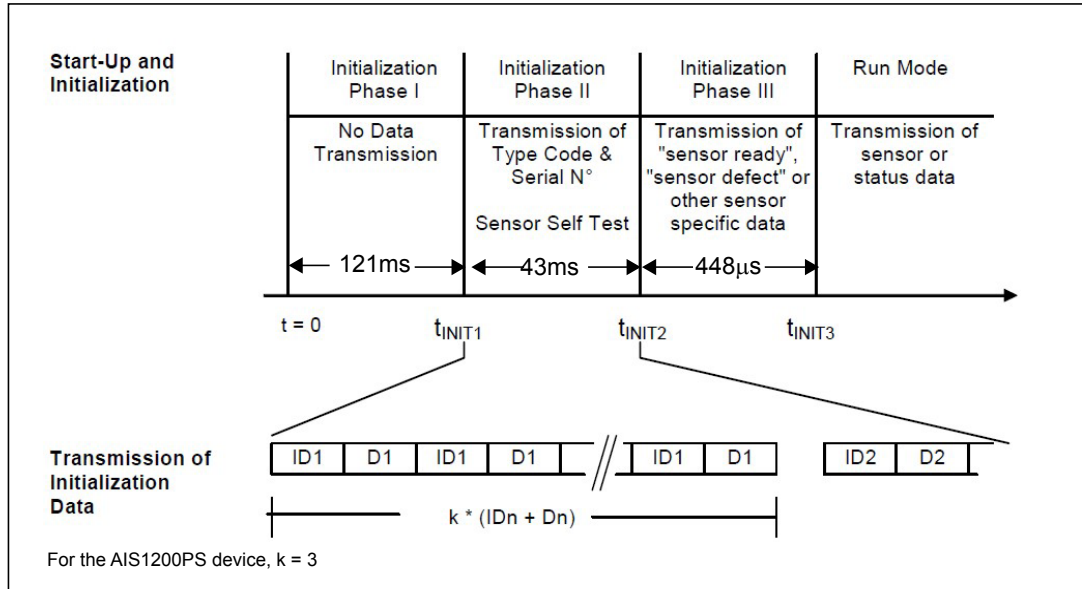 Start-Up and
Initialization
Initialization
Phase I
Initialization
Phase II
Initialization
Phase III
Run Mode
No Data
Transmission
Transmission of
Type Code &
Serial N°
Sensor Self Test
Transmission of
"sensor ready",
"sensor defect" or
other sensor
specific data
Transmission of
sensor or
status data
121ms
43ms
448μs
t = 0
tINIT1
tINIT2
tINIT3
Transmission of
Initialization
Data
ID1 D1 ID1 D1 // ID1 D1 ID2 D2
k * (IDn + Dn)
For the AIS1200PS device, k = 3